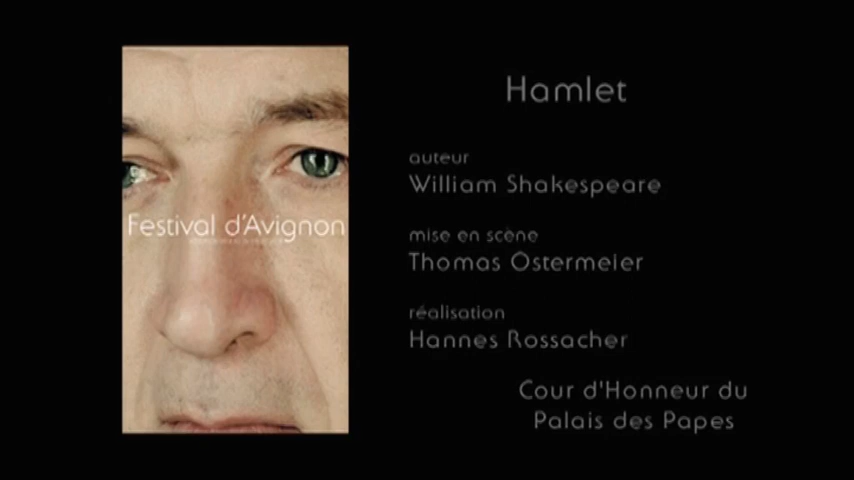 Hamlet
auteur
William Shakespeare
Festival d'Avignon
mise en scène
Thomas Ostermeier
réalisation
Hannes Rossacher
Cour d'Honneur du
Palais des Papes